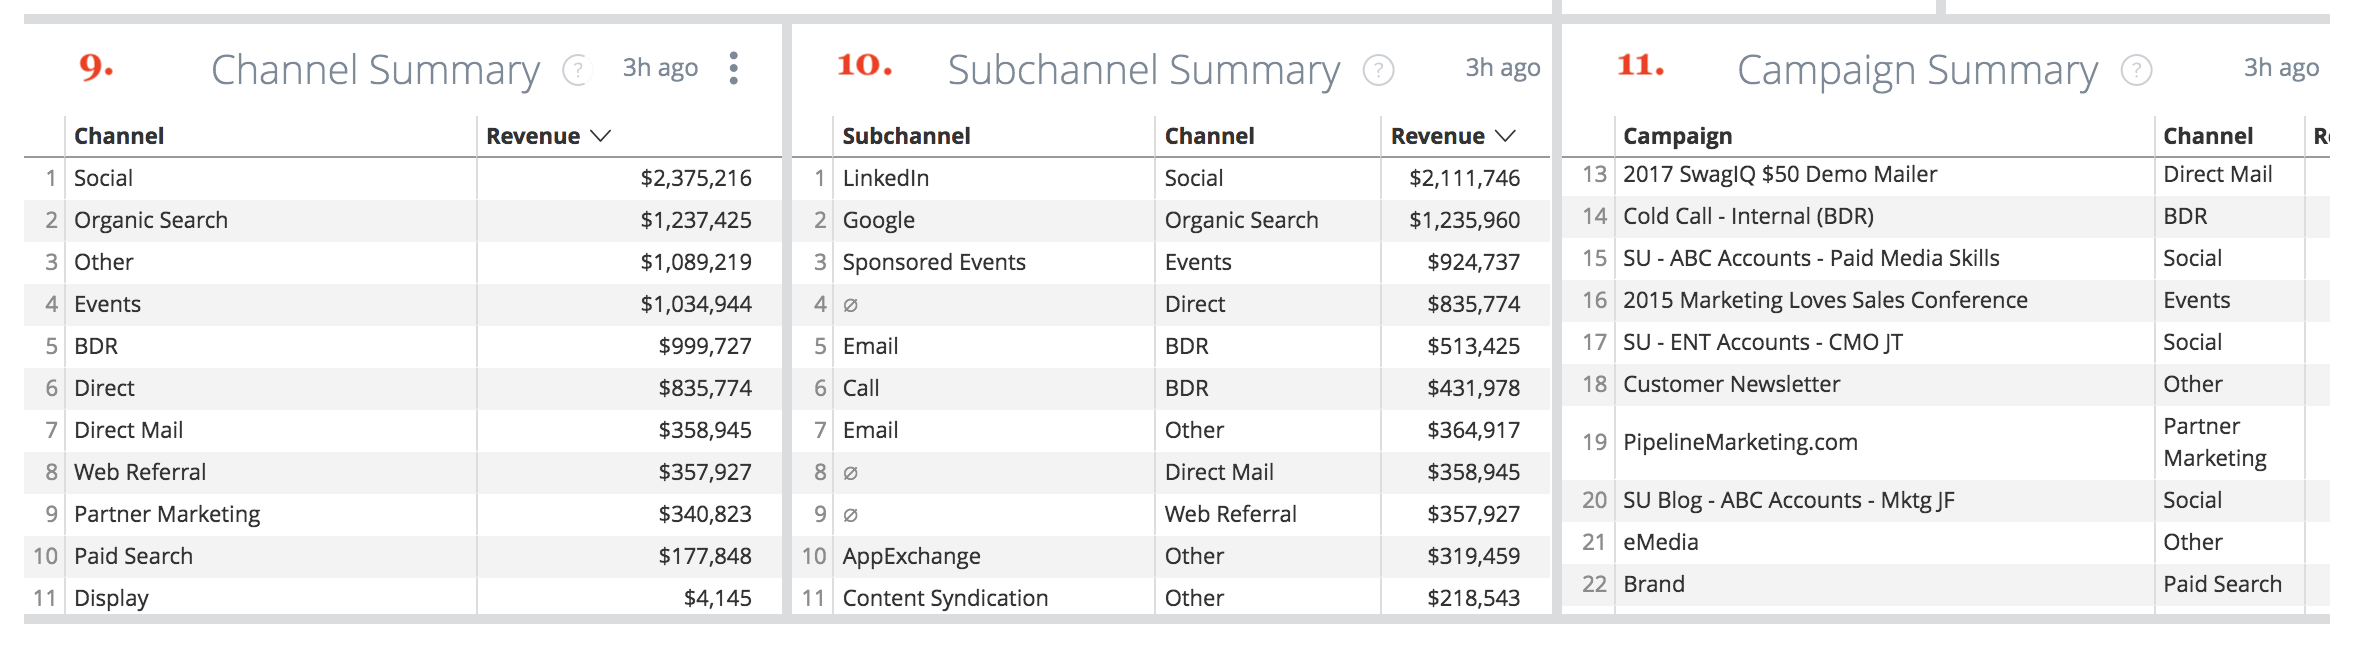 9. Channel Summary ? 3h ago
Channel Revenue
1 Social $2,375,216
2 Organic Search $1,237,425
3 Other $1,089,219
4 Events $1,034,944
5 BDR $999,727
6 Direct $835,774
7 Direct Mail $358,945
8 Web Referral $357,927
9 Partner Marketing $340,823
10 Paid Search $177,848
11 Display $4,145
10. Subchannel Summary ? 3h ago
Subchannel Channel Revenue
1 LinkedIn Social $2,111,746
2 Google Organic Search $1,235,960
3 Sponsored Events Events $924,737
4 ∅ Direct $835,774
5 Email BDR $513,425
6 Call BDR $431,978
7 Email Other $364,917
8 ∅ Direct Mail $358,945
9 ∅ Web Referral $357,927
10 AppExchange Other $319,459
11 Content Syndication Other $218,543
11. Campaign Summary ? 3h ago
Campaign Channel
13 2017 SwagIQ $50 Demo Mailer Direct Mail
14 Cold Call - Internal (BDR) BDR
15 SU - ABC Accounts - Paid Media Skills Social
16 2015 Marketing Loves Sales Conference Events
17 SU - ENT Accounts - CMO JT Social
18 Customer Newsletter Other
19 PipelineMarketing.com Partner
Marketing
20 SU Blog - ABC Accounts - Mktg JF Social
21 eMedia Other
22 Brand Paid Search